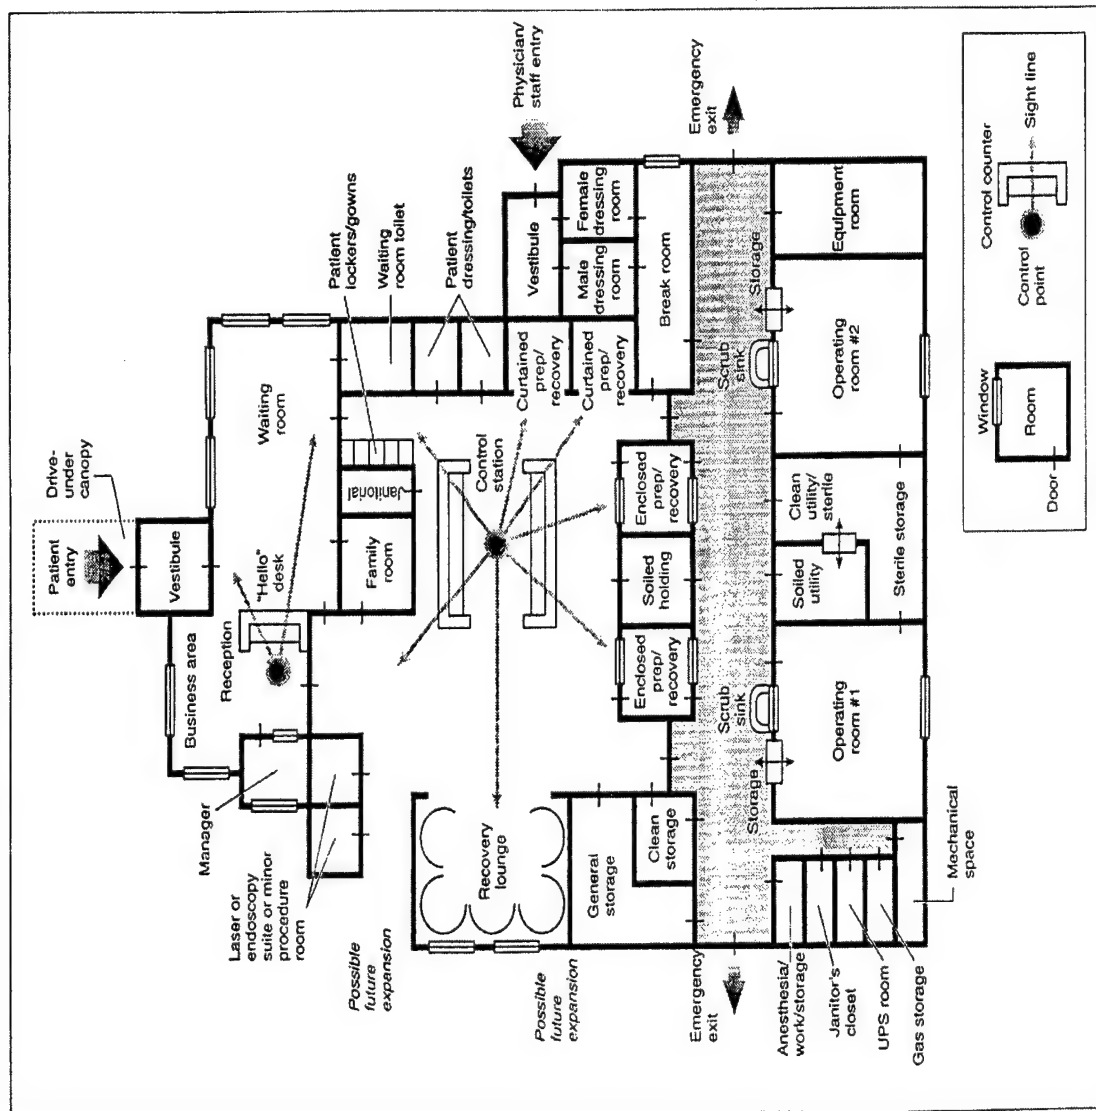 Patient
entry
Drive-
under
canopy
Vestibule
Business area
Reception
"Hello"
desk
Waiting
room
Manager
Laser or
endoscopy
suite or minor
procedure
room
Possible
future
expansion
Family
room
Janitorial
Patient
lockers/gowns
Waiting
room toilet
Patient
dressing/toilets
Control
station
Recovery
lounge
Curtained
prep/
recovery
Curtained
prep/
recovery
Vestibule
Physician/
staff entry
Male
dressing
room
Female
dressing
room
Break room
Possible
future
expansion
General
storage
Clean
storage
Enclosed
prep/
recovery
Soiled
holding
Enclosed
prep/
recovery
Emergency
exit
Emergency
exit
Storage
Scrub
sink
Scrub
sink
Storage
Anesthesia/
work/storage
Janitor's
closet
UPS room
Gas storage
Mechanical
space
Operating
room #1
Soiled
utility
Clean
utility/
sterile
Sterile storage
Operating
room #2
Equipment
room
Window
Room
Door
Control counter
Control
point
Sight line